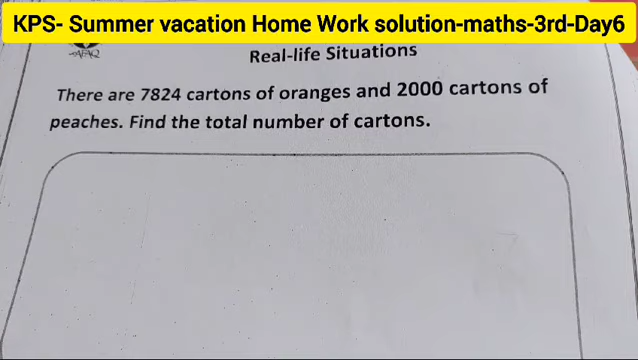 KPS- Summer vacation Home Work solution-maths-3rd-Day6
AFAQ
Real-life Situations
There are 7824 cartons of oranges and 2000 cartons of
peaches. Find the total number of cartons.